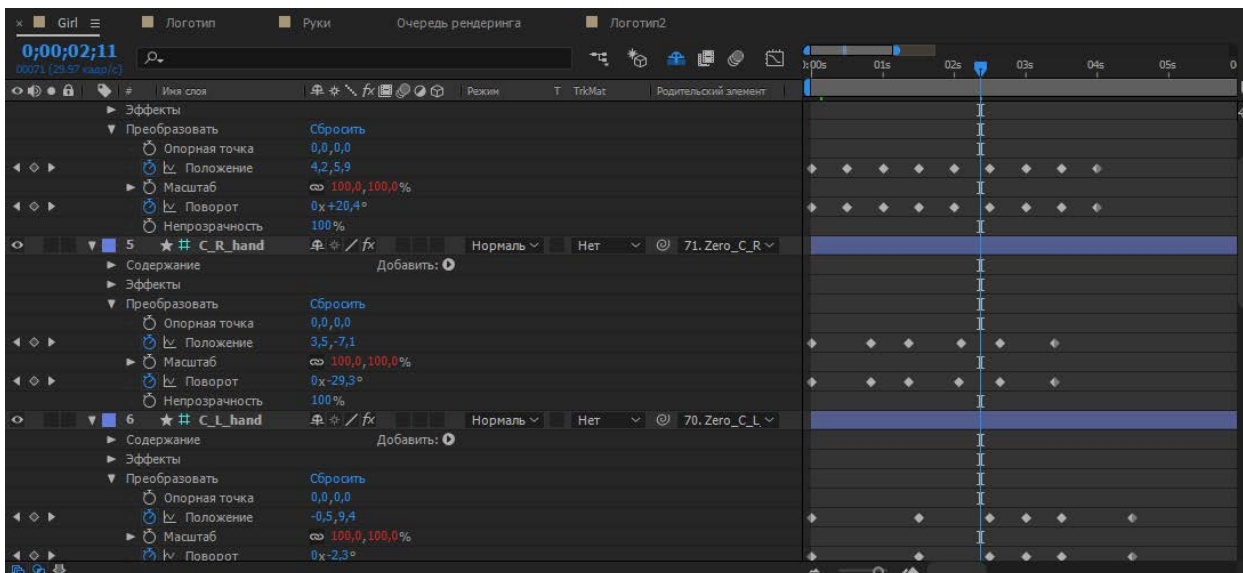 × Girl ≡ Логотип Руки Очередь рендеринга Логотип2
0;00;02;11
00071 (29.97 кадр/с)
0:00s 01s 02s 03s 04s 05s 0
# Имя слоя Режим T TrkMat Родительский элемент
Эффекты
Преобразовать Сбросить
Опорная точка 0,0,0,0
Положение 4,2,5,9
Масштаб 100,0,100,0%
Поворот 0x+20,4°
Непрозрачность 100%
5 C_R_hand fx Нормаль Нет 71. Zero_C_R
Содержание Добавить:
Эффекты
Преобразовать Сбросить
Опорная точка 0,0,0,0
Положение 3,5,-7,1
Масштаб 100,0,100,0%
Поворот 0x-29,3°
Непрозрачность 100%
6 C_L_hand fx Нормаль Нет 70. Zero_C_L
Содержание Добавить:
Эффекты
Преобразовать Сбросить
Опорная точка 0,0,0,0
Положение -0,5,9,4
Масштаб 100,0,100,0%
Поворот 0x-2,3°